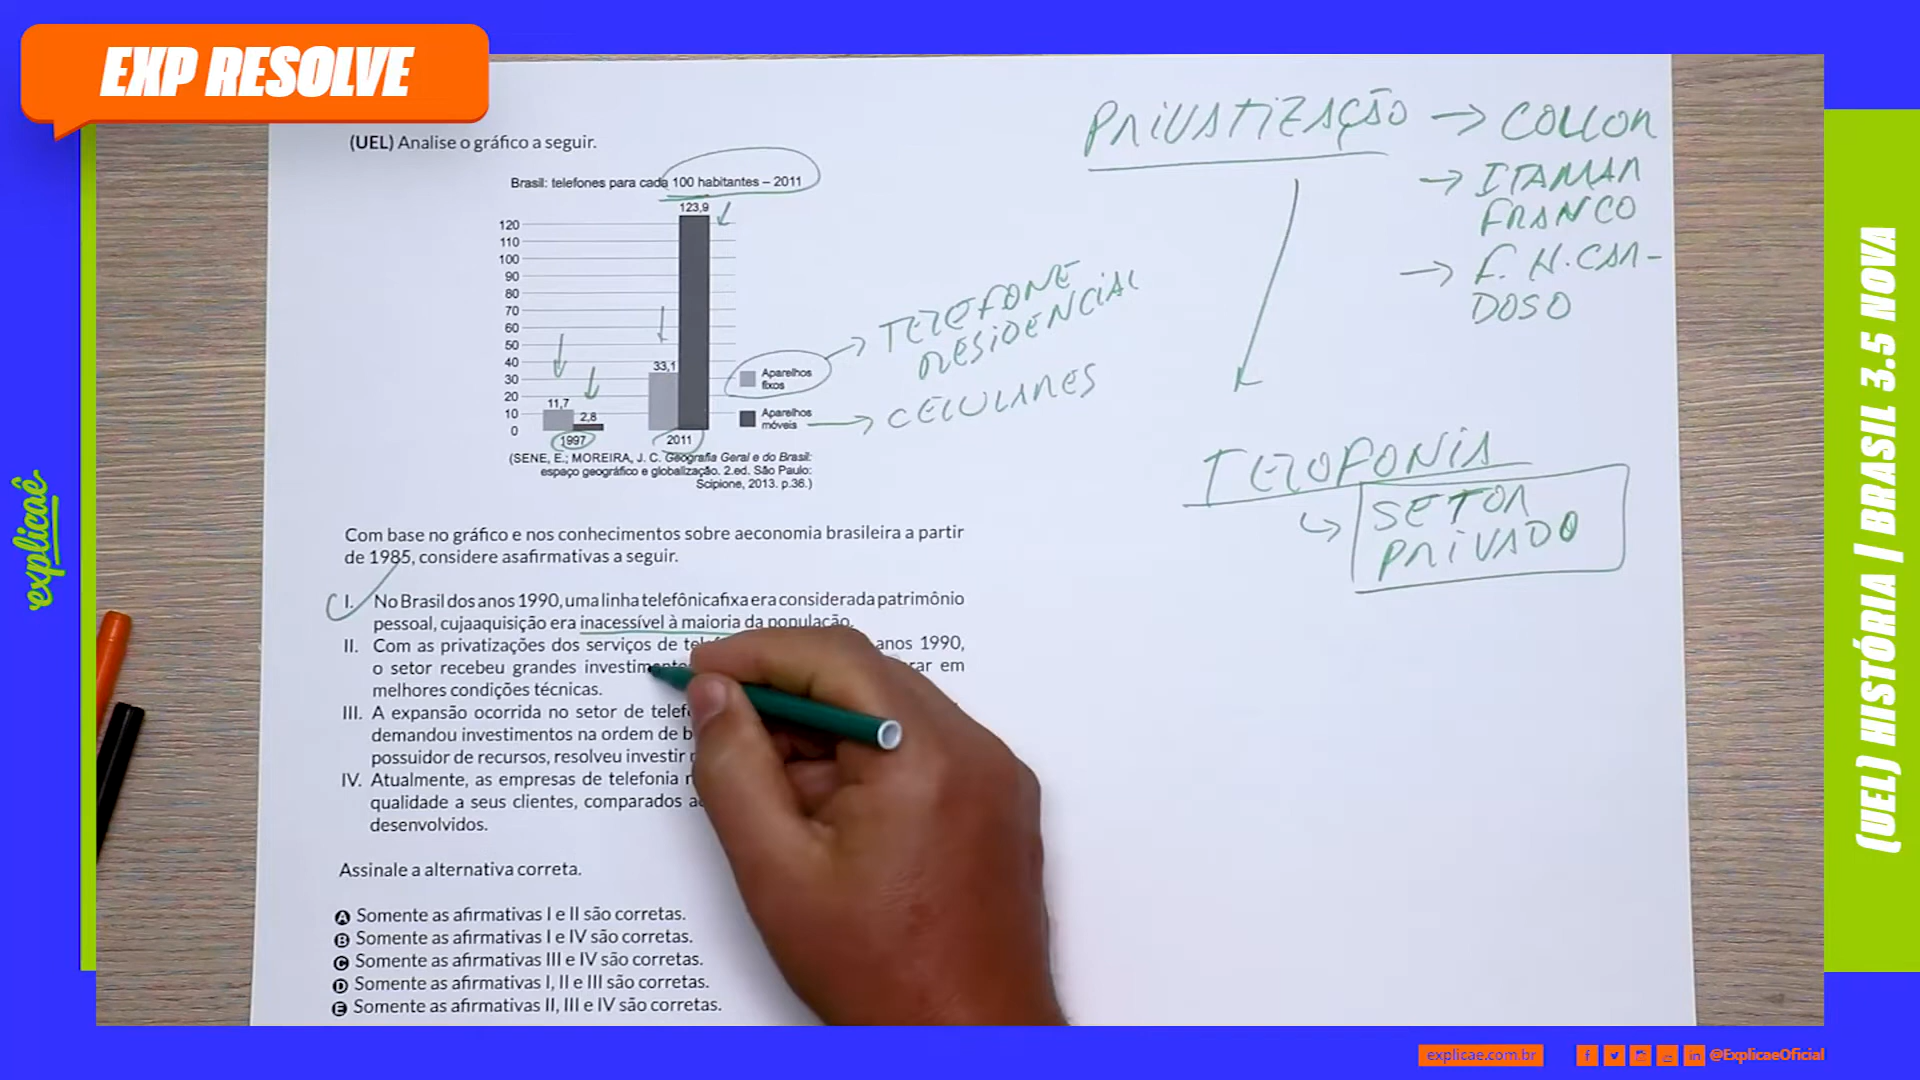 EXP RESOLVE
(UEL) Analise o gráfico a seguir.
Brasil: telefones para cada 100 habitantes – 2011
123,9
120
110
100
90
80
70
60
50
40
30
20
10
0
33,1
11,7
2,8
1997
2011
Aparelhos
fixos
Aparelhos
móveis
(SENE, E.; MOREIRA, J. C. Geografia Geral e do Brasil:
espaço geográfico e globalização. 2.ed. São Paulo:
Scipione, 2013. p.36.)
TELEFONE
RESIDENCIAL
CELULARES
PRIVATIZAÇÃO → COLLOR
→ ITAMAR
FRANCO
→ F. H. CAR-
DOSO
TELOFONIA
SETOR
PRIVADO
Com base no gráfico e nos conhecimentos sobre aeconomia brasileira a partir
de 1985, considere asafirmativas a seguir.
I. No Brasil dos anos 1990, uma linha telefônicafixa era considerada patrimônio
pessoal, cujaaquisição era inacessível à maioria da população.
II. Com as privatizações dos serviços de anos 1990,
o setor recebeu grandes em
melhores condições técnicas.
III. A expansão ocorrida no setor de
demandou investimentos na ordem de
possuidor de recursos, resolveu investir
IV. Atualmente, as empresas de telefonia
qualidade a seus clientes, comparados
desenvolvidos.
Assinale a alternativa correta.
A Somente as afirmativas I e II são corretas.
B Somente as afirmativas I e IV são corretas.
C Somente as afirmativas III e IV são corretas.
D Somente as afirmativas I, II e III são corretas.
E Somente as afirmativas II, III e IV são corretas.
explicaê
(UEL) HISTÓRIA | BRASIL 3.5 NOVA
explicae.com.br
@ExplicaeOficial